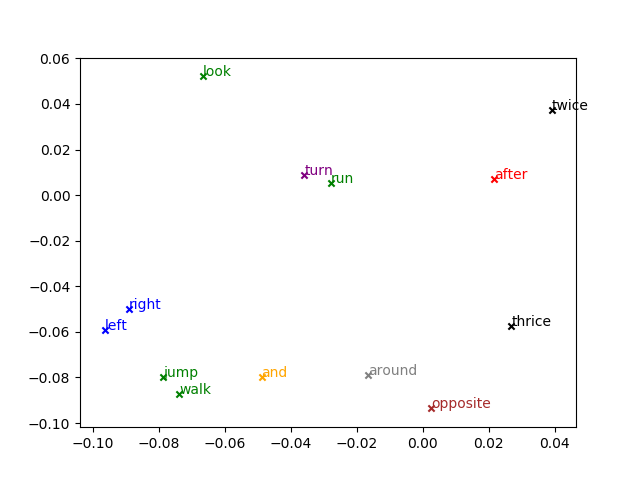 0.06
look
0.04
twice
0.02
turn
run
after
0.00
−0.02
−0.04
right
left
−0.06
thrice
jump
and
around
−0.08
walk
opposite
−0.10
−0.10 −0.08 −0.06 −0.04 −0.02 0.00 0.02 0.04